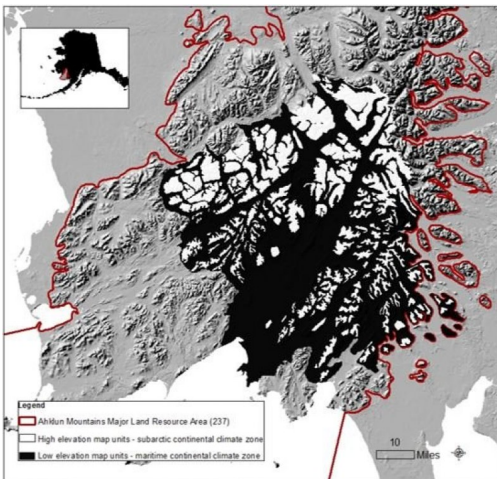 Legend
Ahklun Mountains Major Land Resource Area (237)
High elevation map units - subarctic continental climate zone
Low elevation map units - maritime continental climate zone
10
Miles